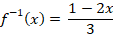 f⁻¹(x) = (1 − 2x)/3